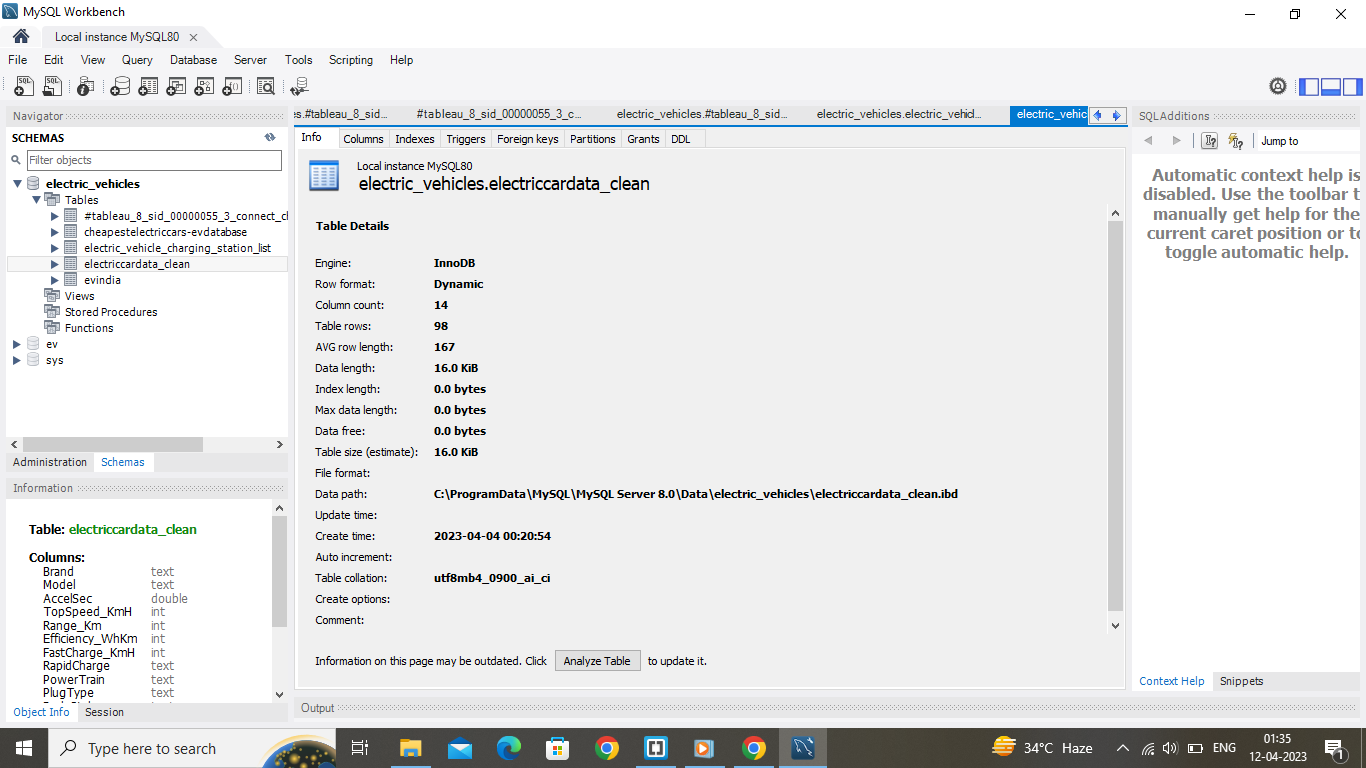 MySQL Workbench
Local instance MySQL80
File Edit View Query Database Server Tools Scripting Help
Navigator
SCHEMAS
Filter objects
electric_vehicles
Tables
#tableau_8_sid_00000055_3_connect_cl
cheapestelectriccars-evdatabase
electric_vehicle_charging_station_list
electriccardata_clean
evindia
Views
Stored Procedures
Functions
ev
sys
Administration Schemas
Information
Table: electriccardata_clean
Columns:
Brand text
Model text
AccelSec double
TopSpeed_KmH int
Range_Km int
Efficiency_WhKm int
FastCharge_KmH int
RapidCharge text
PowerTrain text
PlugType text
Object Info Session
es.#tableau_8_sid... #tableau_8_sid_00000055_3_c... electric_vehicles.#tableau_8_sid... electric_vehicles.electric_vehid... electric_vehic
Info Columns Indexes Triggers Foreign keys Partitions Grants DDL
Local instance MySQL80
electric_vehicles.electriccardata_clean
Table Details
Engine: InnoDB
Row format: Dynamic
Column count: 14
Table rows: 98
AVG row length: 167
Data length: 16.0 KiB
Index length: 0.0 bytes
Max data length: 0.0 bytes
Data free: 0.0 bytes
Table size (estimate): 16.0 KiB
File format:
Data path: C:\ProgramData\MySQL\MySQL Server 8.0\Data\electric_vehicles\electriccardata_clean.ibd
Update time:
Create time: 2023-04-04 00:20:54
Auto increment:
Table collation: utf8mb4_0900_ai_ci
Create options:
Comment:
Information on this page may be outdated. Click Analyze Table to update it.
Output
SQLAdditions
Jump to
Automatic context help is
disabled. Use the toolbar t
manually get help for the
current caret position or to
toggle automatic help.
Context Help Snippets
Type here to search
34°C Haze
ENG
01:35
12-04-2023
1